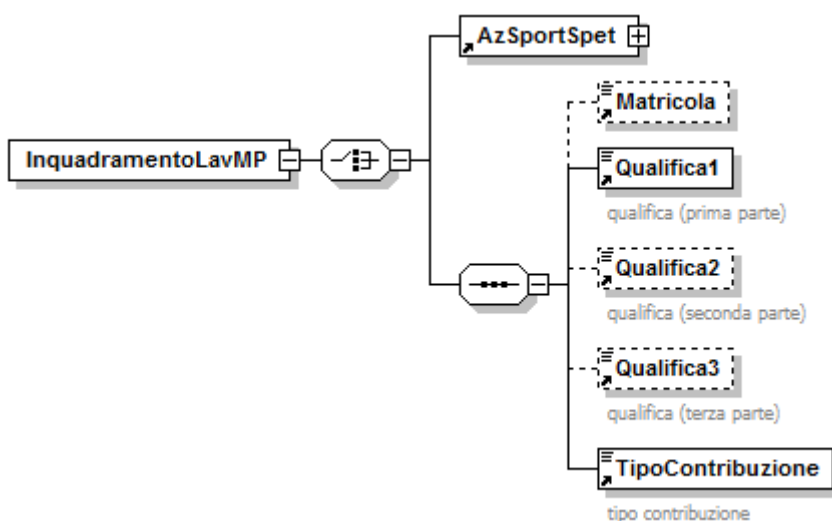 AzSportSpet
Matricola
InquadramentoLavMP
Qualifica1
qualifica (prima parte)
Qualifica2
qualifica (seconda parte)
Qualifica3
qualifica (terza parte)
TipoContribuzione
tipo contribuzione